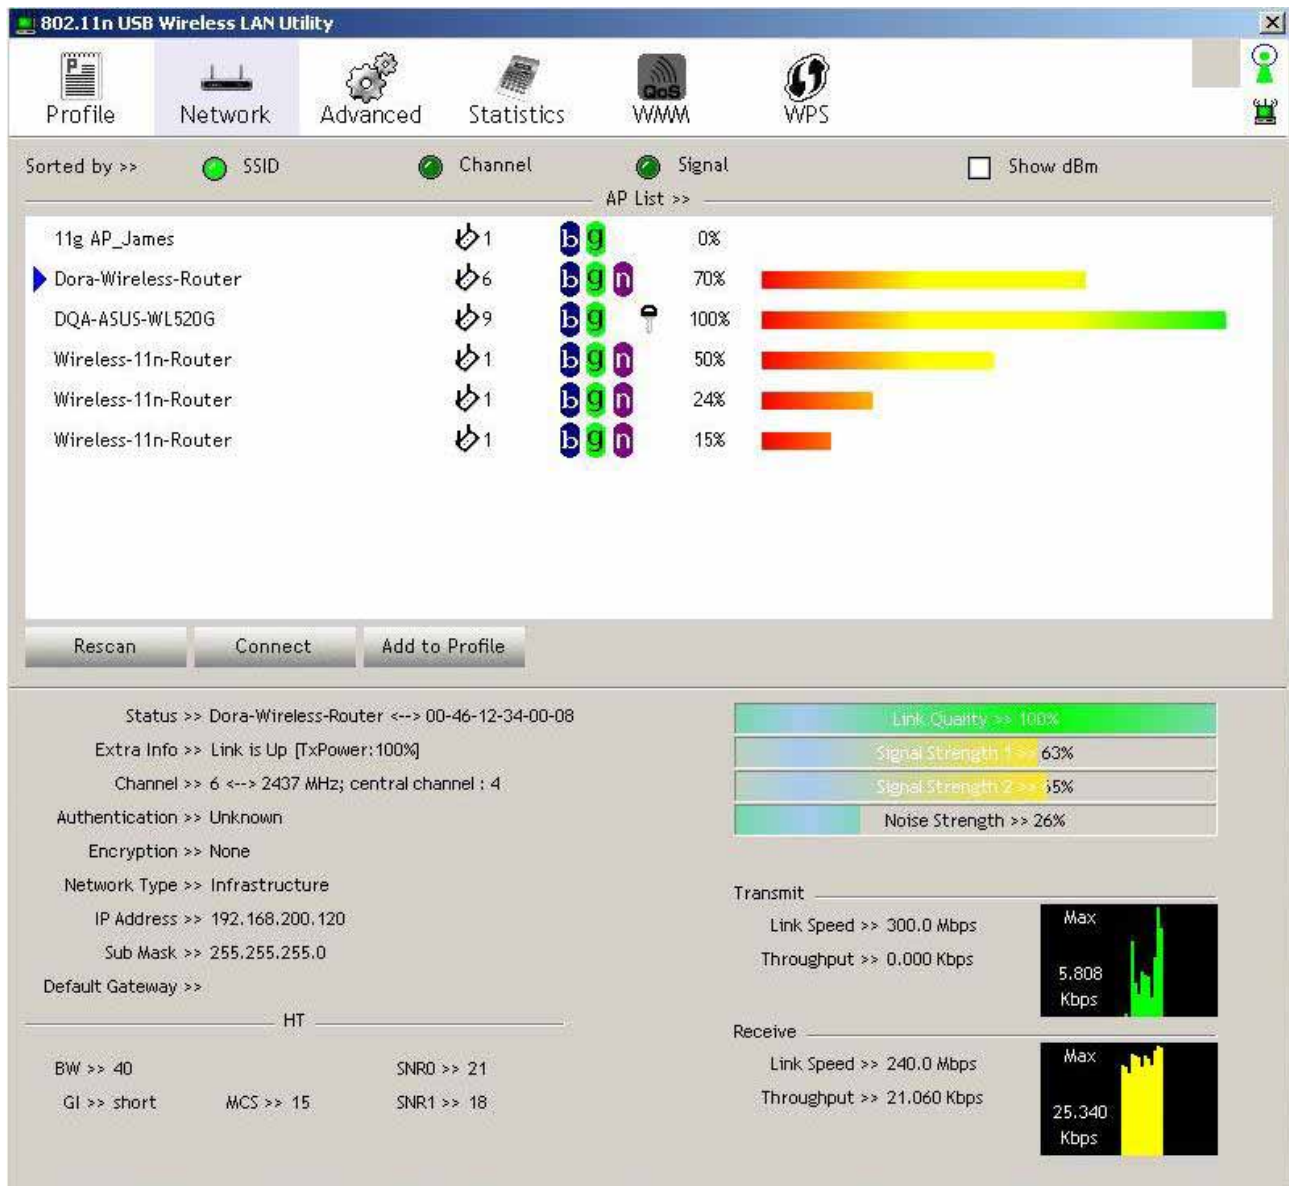 802.11n USB Wireless LAN Utility
P
Profile
Network
Advanced
Statistics
QoS
WMM
WPS
Sorted by >> SSID Channel Signal Show dBm
AP List >>
11g AP_James 1 b g 0%
Dora-Wireless-Router 6 b g n 70%
DQA-ASUS-WL520G 9 b g 100%
Wireless-11n-Router 1 b g n 50%
Wireless-11n-Router 1 b g n 24%
Wireless-11n-Router 1 b g n 15%
Rescan Connect Add to Profile
Status >> Dora-Wireless-Router <--> 00-46-12-34-00-08
Extra Info >> Link is Up [TxPower:100%]
Channel >> 6 <--> 2437 MHz; central channel : 4
Authentication >> Unknown
Encryption >> None
Network Type >> Infrastructure
IP Address >> 192.168.200.120
Sub Mask >> 255.255.255.0
Default Gateway >>
HT
BW >> 40 SNR0 >> 21
GI >> short MCS >> 15 SNR1 >> 18
Link Quality >> 100%
Signal Strength 1 >> 63%
Signal Strength 2 >> 65%
Noise Strength >> 26%
Transmit
Link Speed >> 300.0 Mbps
Throughput >> 0.000 Kbps
Max
5.808
Kbps
Receive
Link Speed >> 240.0 Mbps
Throughput >> 21.060 Kbps
Max
25.340
Kbps